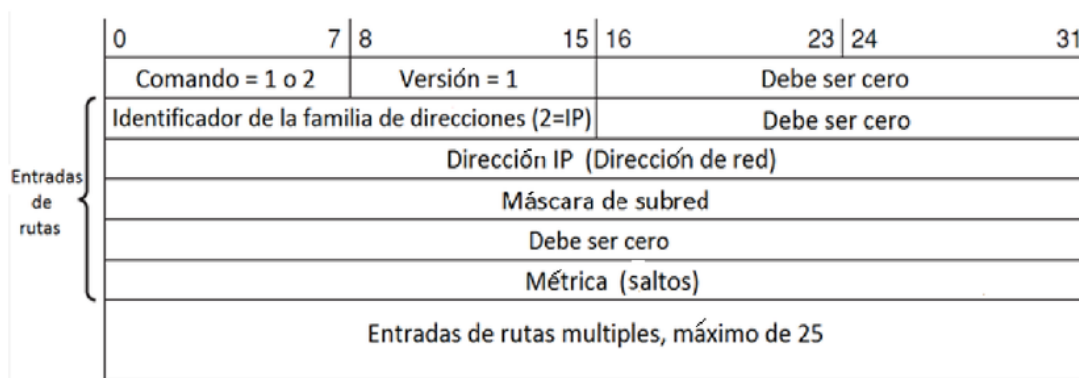 0 7 8 15 16 23 24 31
Comando = 1 o 2 Versión = 1 Debe ser cero
Identificador de la familia de direcciones (2=IP) Debe ser cero
Dirección IP (Dirección de red)
Máscara de subred
Debe ser cero
Métrica (saltos)
Entradas
de
rutas
Entradas de rutas multiples, máximo de 25